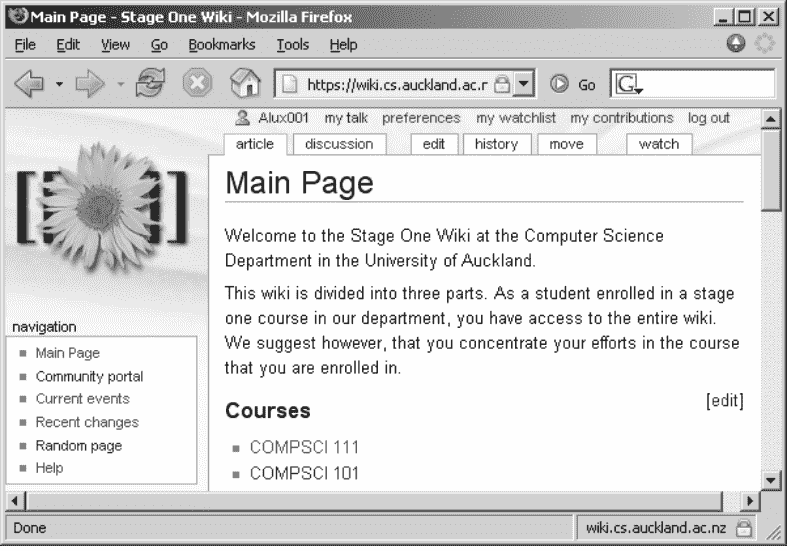 Main Page - Stage One Wiki - Mozilla Firefox
File Edit View Go Bookmarks Tools Help
https://wiki.cs.auckland.ac.r Go G
Alux001 my talk preferences my watchlist my contributions log out
article discussion edit history move watch
Main Page
Welcome to the Stage One Wiki at the Computer Science
Department in the University of Auckland.
This wiki is divided into three parts. As a student enrolled in a stage
one course in our department, you have access to the entire wiki.
We suggest however, that you concentrate your efforts in the course
that you are enrolled in.
[edit]
Courses
COMPSCI 111
COMPSCI 101
navigation
Main Page
Community portal
Current events
Recent changes
Random page
Help
Done wiki.cs.auckland.ac.nz